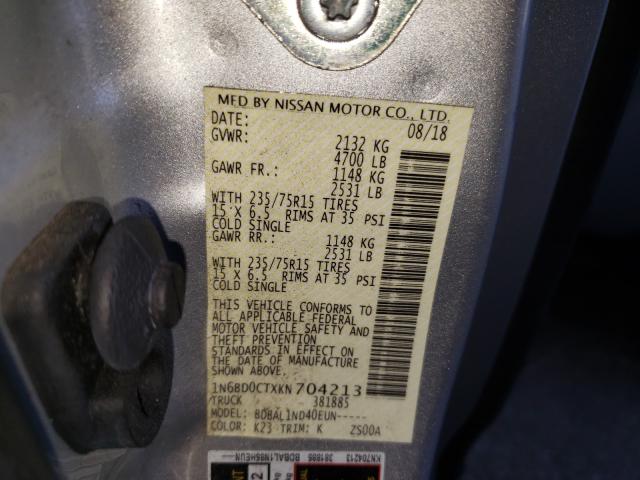 MFD BY NISSAN MOTOR CO., LTD.
DATE: 08/18
GVWR: 2132 KG
4700 LB
GAWR FR.: 1148 KG
2531 LB
WITH 235/75R15 TIRES
15 X 6.5 RIMS AT 35 PSI
COLD SINGLE
GAWR RR.: 1148 KG
2531 LB
WITH 235/75R15 TIRES
15 X 6.5 RIMS AT 35 PSI
COLD SINGLE
THIS VEHICLE CONFORMS TO
ALL APPLICABLE FEDERAL
MOTOR VEHICLE SAFETY AND
THEFT PREVENTION
STANDARDS IN EFFECT ON
THE DATE OF MANUFACTURE
SHOWN ABOVE.
1N6BD0CTXKN704213
TRUCK 381885
MODEL: BDBAL1ND40EUN-----
COLOR: K23 TRIM: K ZS00A
KN704213
381885